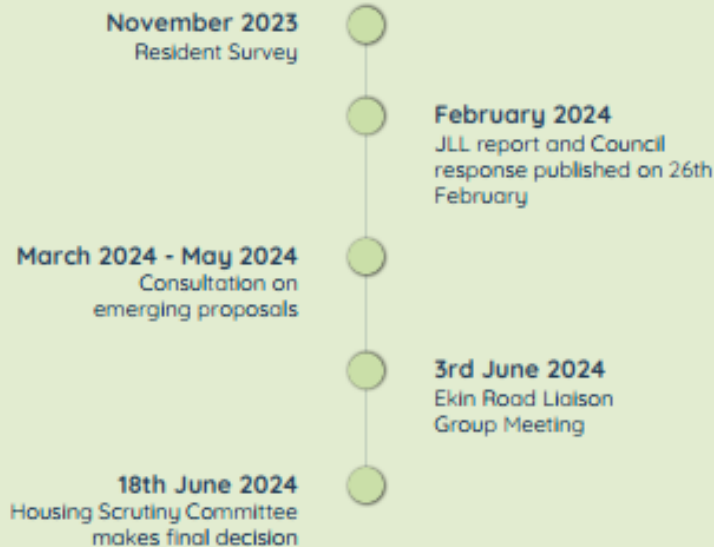 November 2023
Resident Survey
February 2024
JLL report and Council
response published on 26th
February
March 2024 - May 2024
Consultation on
emerging proposals
3rd June 2024
Ekin Road Liaison
Group Meeting
18th June 2024
Housing Scrutiny Committee
makes final decision